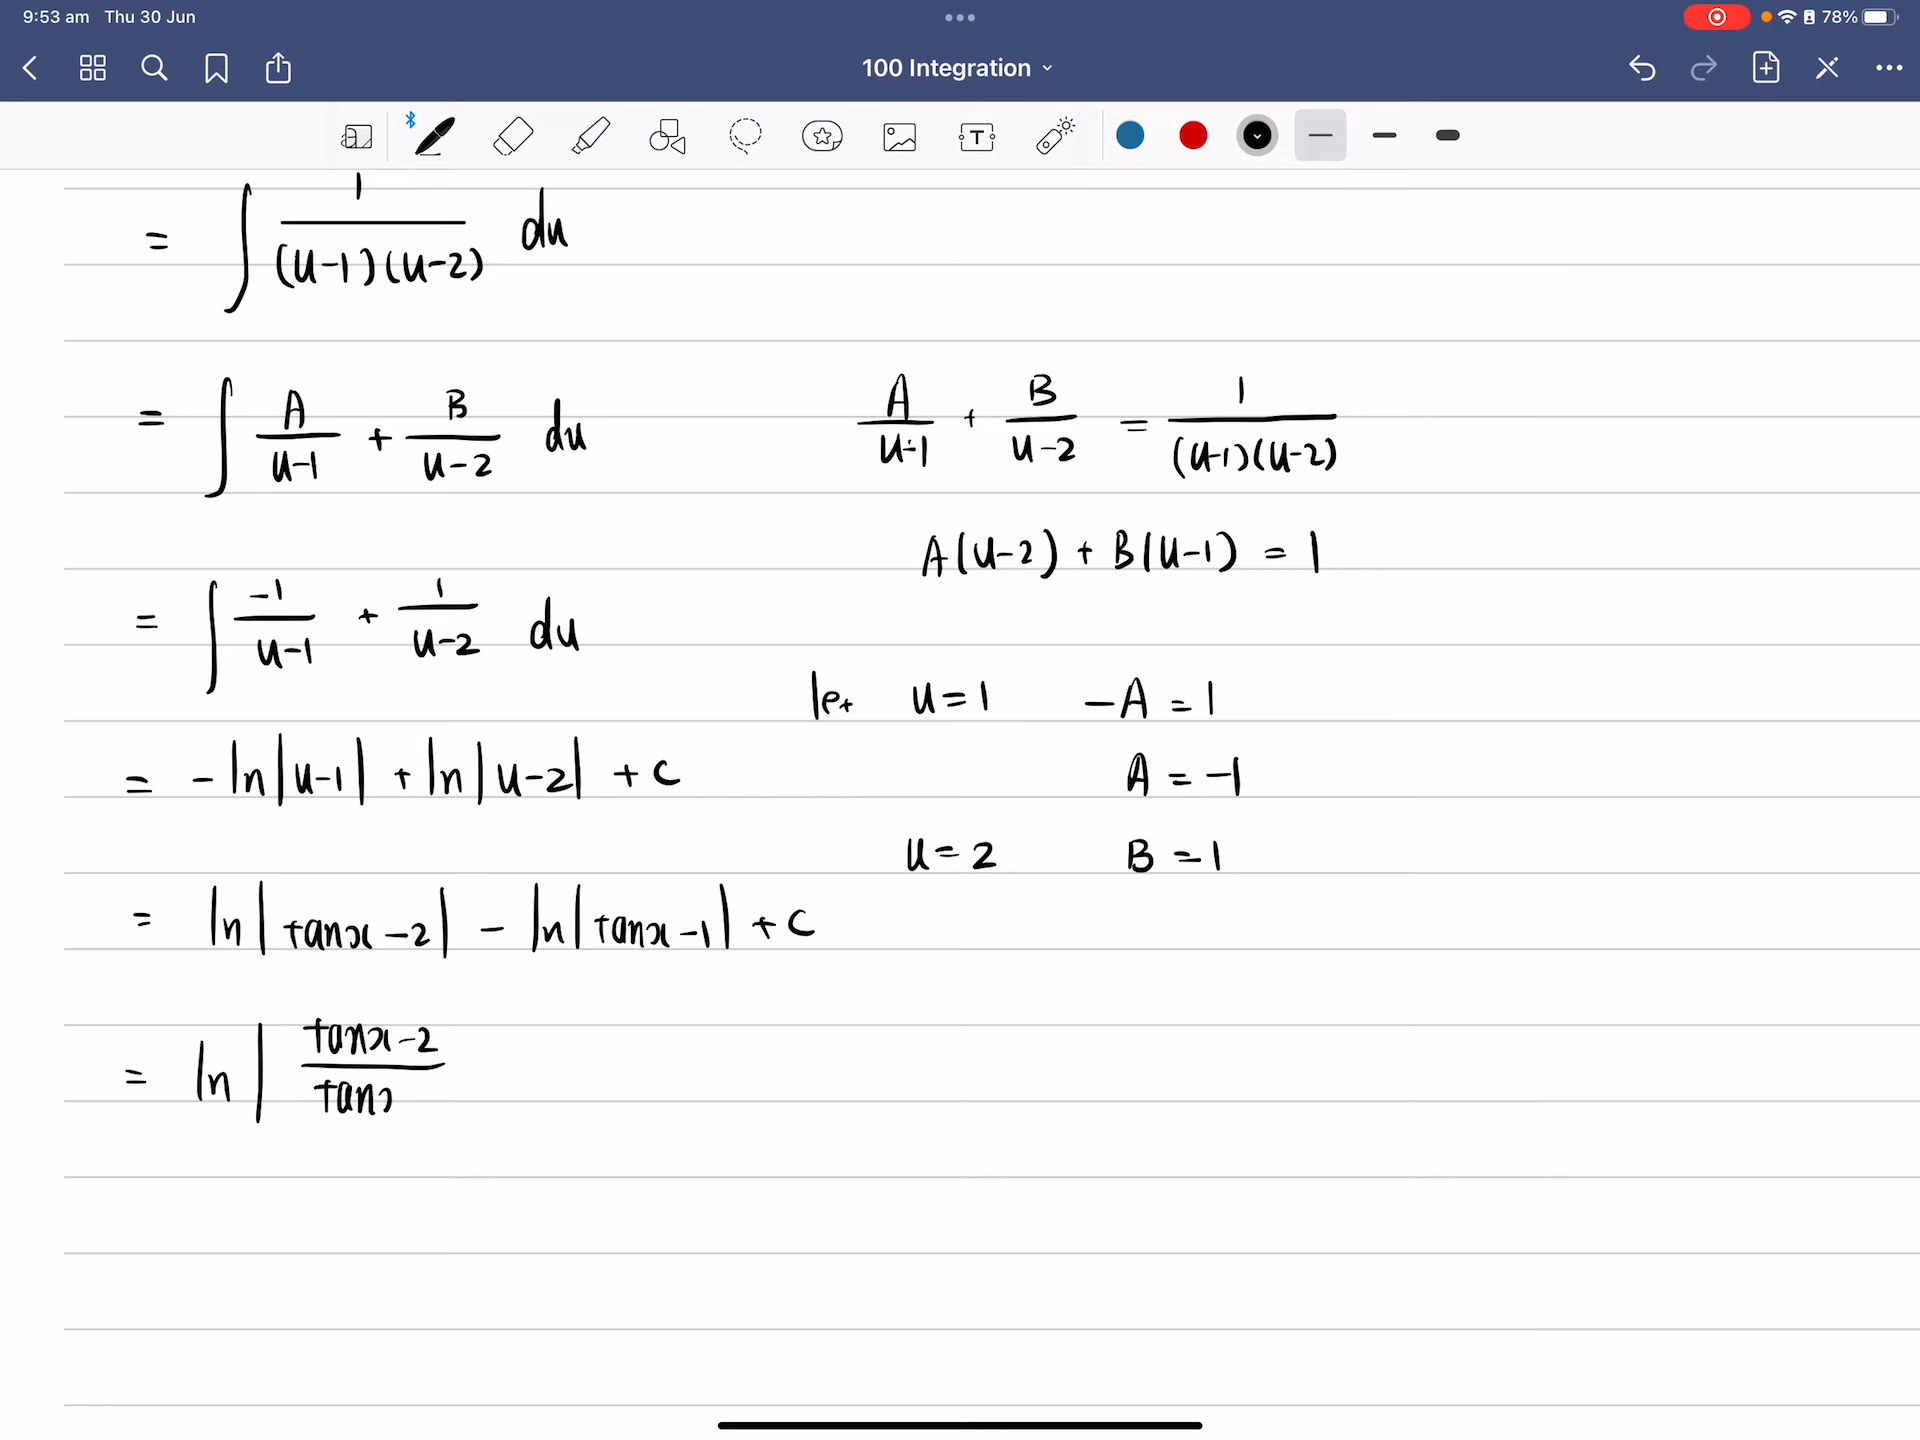 9:53 am Thu 30 Jun
78%
100 Integration
= ∫ 1/((u-1)(u-2)) du
= ∫ A/(u-1) + B/(u-2) du
A/(u-1) + B/(u-2) = 1/((u-1)(u-2))
A(u-2) + B(u-1) = 1
= ∫ -1/(u-1) + 1/(u-2) du
let u=1 -A = 1
= -ln|u-1| + ln|u-2| + c
A = -1
u=2 B=1
= ln|tanx-2| - ln|tanx-1| + c
= ln| (tanx-2)/(tanx